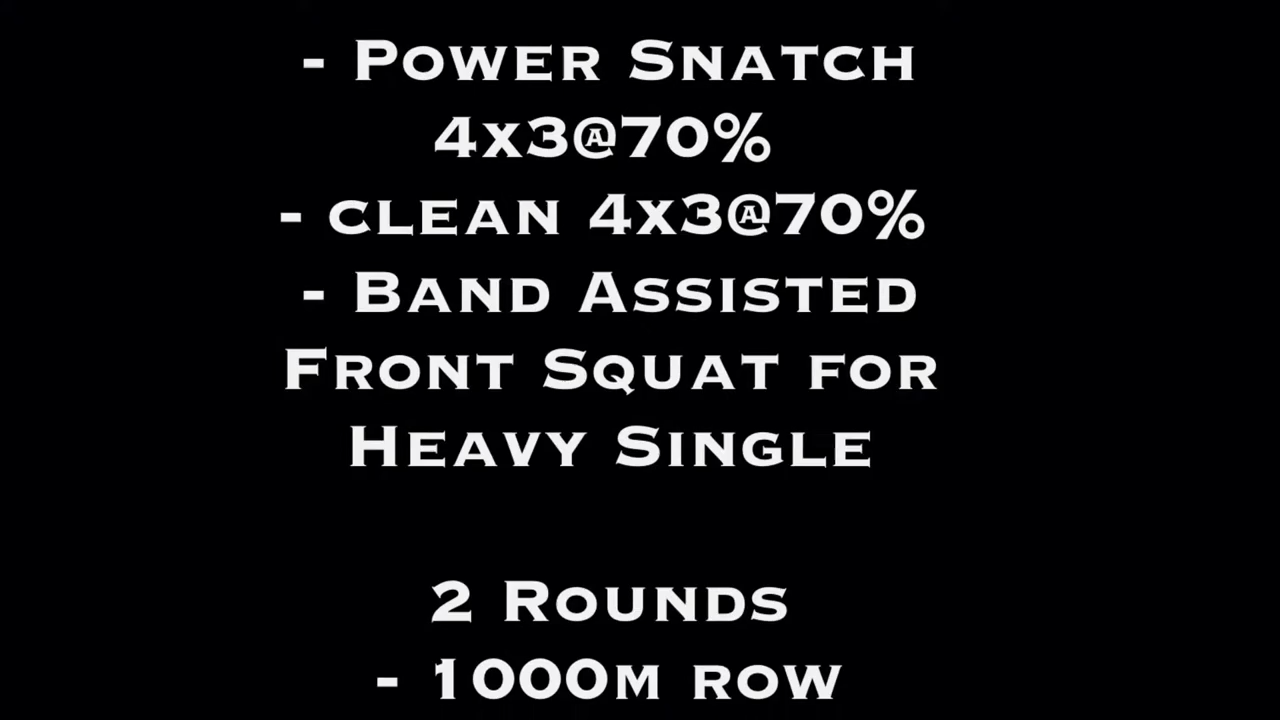 - Power Snatch
4x3@70%
- clean 4x3@70%
- Band Assisted
Front Squat for
Heavy Single
2 Rounds
- 1000m row